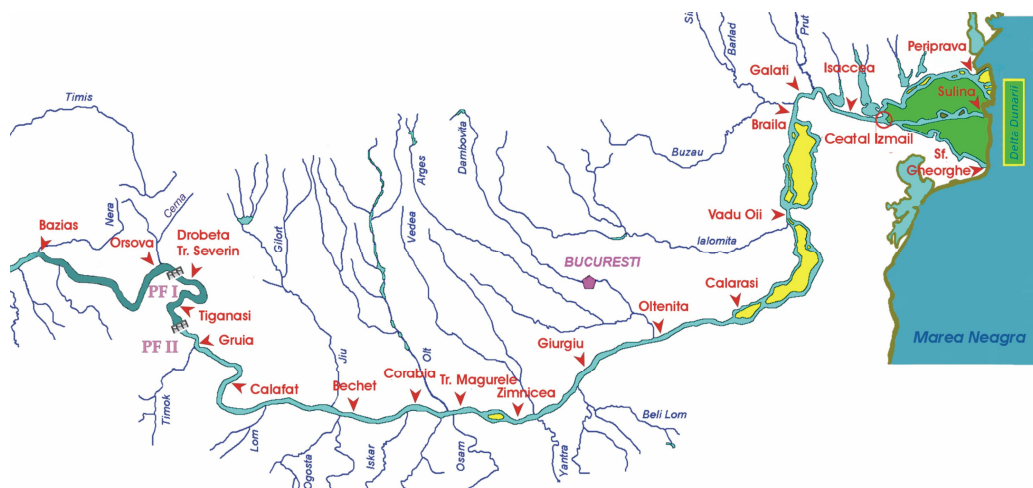 Timis
Nera
Cerna
Bazias
Orsova
Drobeta
Tr. Severin
PF I
Tiganasi
PF II
Gruia
Timok
Calafat
Lom
Ogosta
Gilort
Jiu
Bechet
Iskar
Corabia
Olt
Osam
Tr. Magurele
Zimnicea
Vedea
Arges
Dambovita
BUCURESTI
Giurgiu
Yantra
Beli Lom
Oltenita
Calarasi
Ialomita
Vadu Oii
Buzau
Braila
Galati
Barlad
Prut
Isaccea
Ceatal Izmail
Periprava
Sulina
Sf.
Gheorghe
Delta Dunarii
Marea Neagra